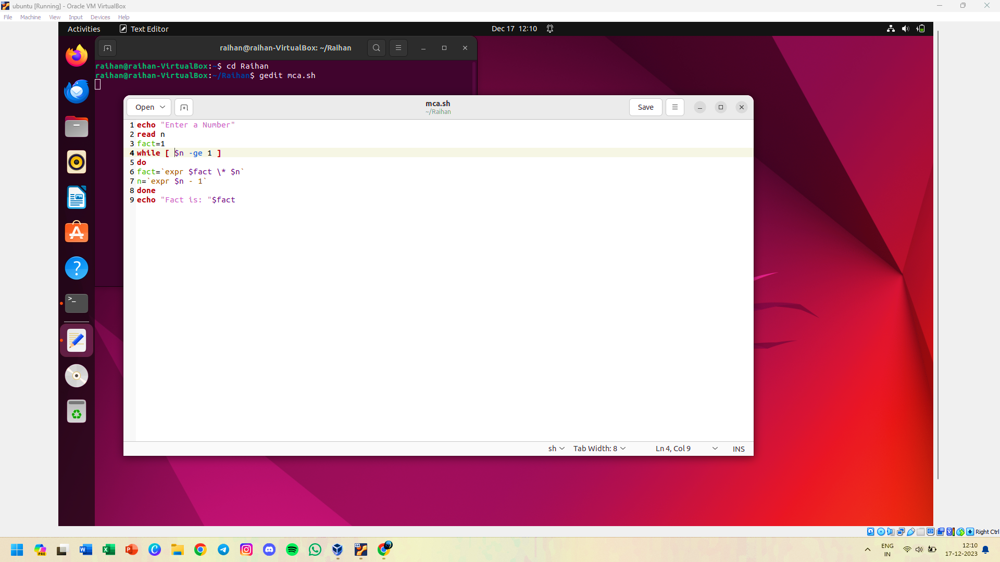 ubuntu [Running] - Oracle VM VirtualBox
File Machine View Input Devices Help
Activities Text Editor Dec 17 12:10
raihan@raihan-VirtualBox: ~/Raihan
raihan@raihan-VirtualBox:~$ cd Raihan
raihan@raihan-VirtualBox:~/Raihan$ gedit mca.sh
Open mca.sh Save
~/Raihan
1 echo "Enter a Number"
2 read n
3 fact=1
4 while [ $n -ge 1 ]
5 do
6 fact=`expr $fact \* $n`
7 n=`expr $n - 1`
8 done
9 echo "Fact is: "$fact
sh Tab Width: 8 Ln 4, Col 9 INS
Right Ctrl
ENG 12:10
IN 17-12-2023